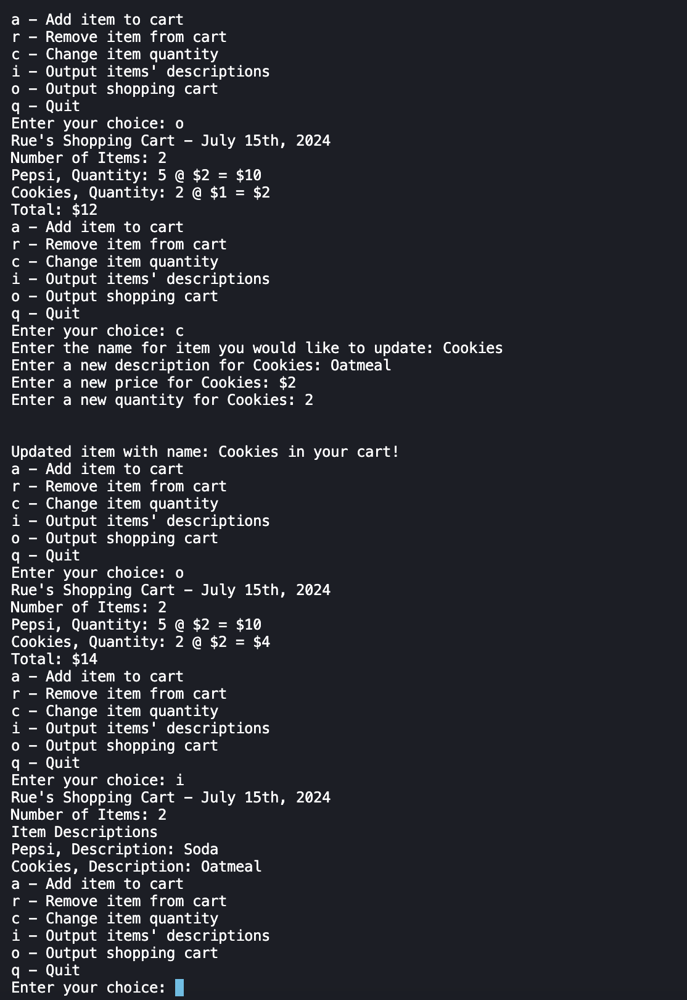 a – Add item to cart
r – Remove item from cart
c – Change item quantity
i – Output items' descriptions
o – Output shopping cart
q – Quit
Enter your choice: o
Rue's Shopping Cart – July 15th, 2024
Number of Items: 2
Pepsi, Quantity: 5 @ $2 = $10
Cookies, Quantity: 2 @ $1 = $2
Total: $12
a – Add item to cart
r – Remove item from cart
c – Change item quantity
i – Output items' descriptions
o – Output shopping cart
q – Quit
Enter your choice: c
Enter the name for item you would like to update: Cookies
Enter a new description for Cookies: Oatmeal
Enter a new price for Cookies: $2
Enter a new quantity for Cookies: 2
Updated item with name: Cookies in your cart!
a – Add item to cart
r – Remove item from cart
c – Change item quantity
i – Output items' descriptions
o – Output shopping cart
q – Quit
Enter your choice: o
Rue's Shopping Cart – July 15th, 2024
Number of Items: 2
Pepsi, Quantity: 5 @ $2 = $10
Cookies, Quantity: 2 @ $2 = $4
Total: $14
a – Add item to cart
r – Remove item from cart
c – Change item quantity
i – Output items' descriptions
o – Output shopping cart
q – Quit
Enter your choice: i
Rue's Shopping Cart – July 15th, 2024
Number of Items: 2
Item Descriptions
Pepsi, Description: Soda
Cookies, Description: Oatmeal
a – Add item to cart
r – Remove item from cart
c – Change item quantity
i – Output items' descriptions
o – Output shopping cart
q – Quit
Enter your choice: